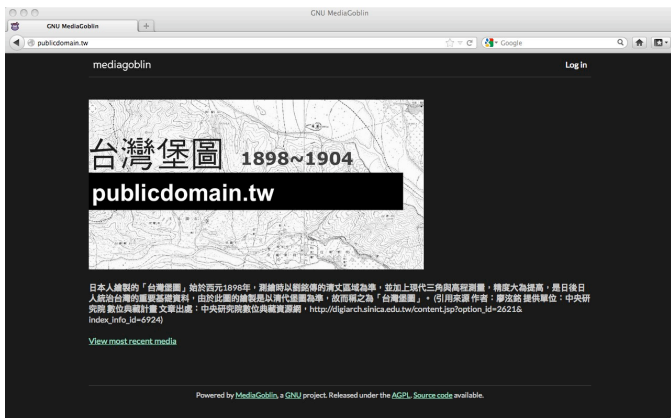 GNU MediaGoblin
GNU MediaGoblin
publicdomain.tw
Google
mediagoblin
Log in
台灣堡圖 1898~1904
publicdomain.tw
日本人繪製的「台灣堡圖」始於西元1898年，測繪時以劉銘傳的清丈區域為準，並加上現代三角與高程測量，精度大為提高，是日後日
人統治台灣的重要基礎資料，由於此圖的繪製是以清代堡圖為準，故而稱之為「台灣堡圖」。(引用來源 作者：廖泫銘 提供單位：中央研
究院 數位典藏計畫 文章出處：中央研究院數位典藏資源網，http://digiarch.sinica.edu.tw/content.jsp?option_id=2621&
index_info_id=6924)
View most recent media
Powered by MediaGoblin, a GNU project. Released under the AGPL. Source code available.